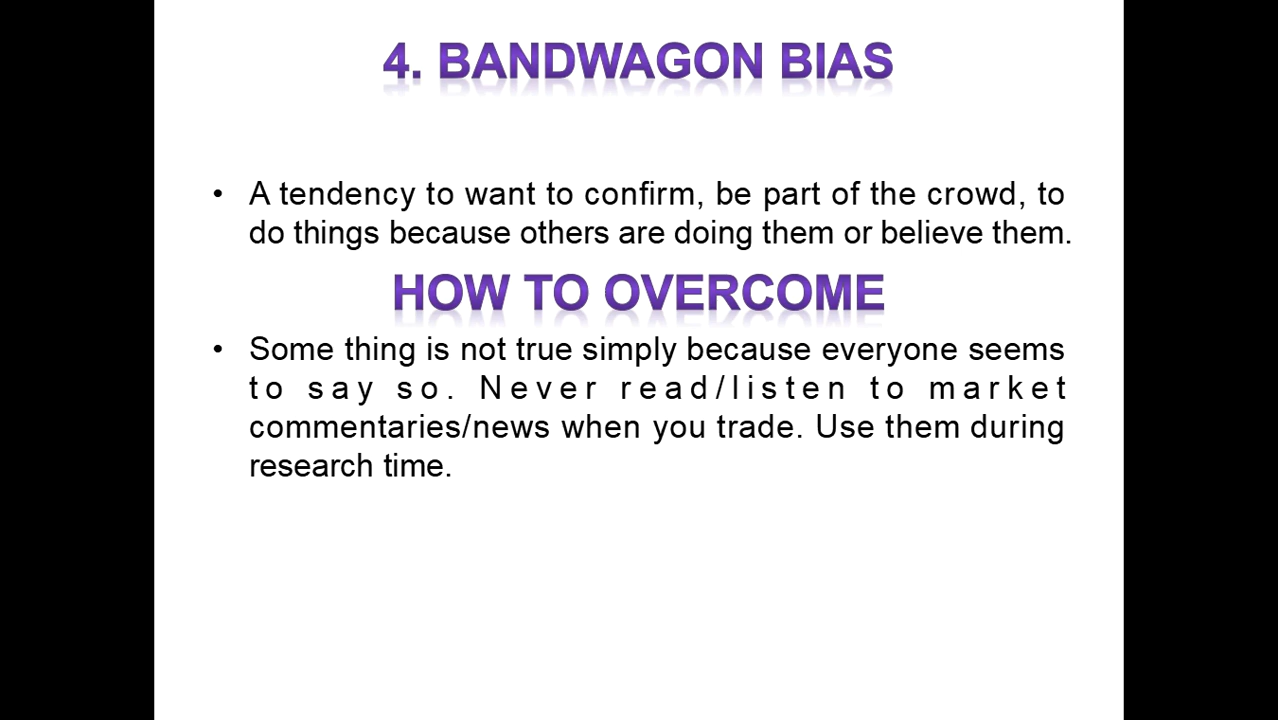 4. BANDWAGON BIAS
• A tendency to want to confirm, be part of the crowd, to
do things because others are doing them or believe them.
HOW TO OVERCOME
• Some thing is not true simply because everyone seems
to say so. Never read/listen to market
commentaries/news when you trade. Use them during
research time.